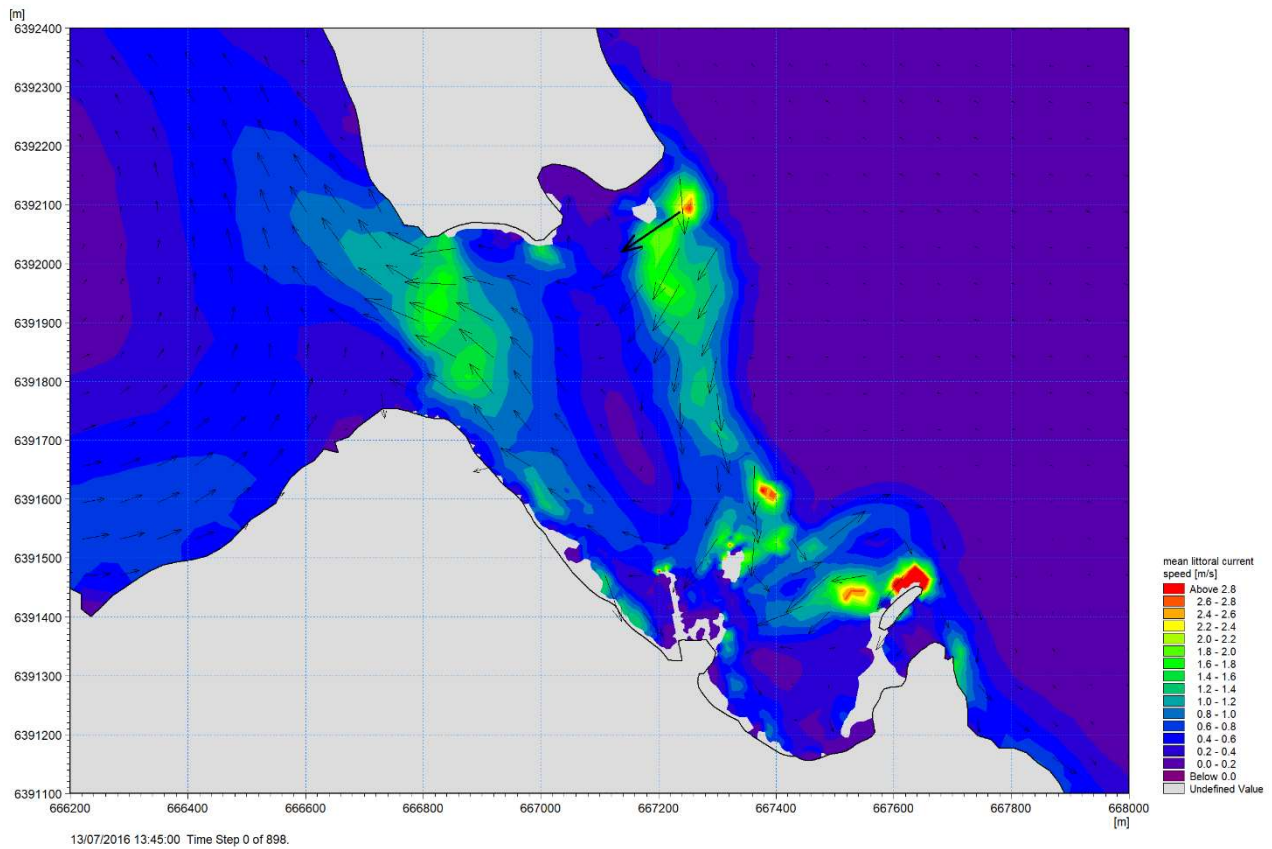 [m]
6392400
6392300
6392200
6392100
6392000
6391900
6391800
6391700
6391600
6391500
6391400
6391300
6391200
6391100
666200 666400 666600 666800 667000 667200 667400 667600 667800 668000
[m]
mean littoral current
speed [m/s]
Above 2.8
2.6 - 2.8
2.4 - 2.6
2.2 - 2.4
2.0 - 2.2
1.8 - 2.0
1.6 - 1.8
1.4 - 1.6
1.2 - 1.4
1.0 - 1.2
0.8 - 1.0
0.6 - 0.8
0.4 - 0.6
0.2 - 0.4
0.0 - 0.2
Below 0.0
Undefined Value
13/07/2016 13:45:00 Time Step 0 of 898.